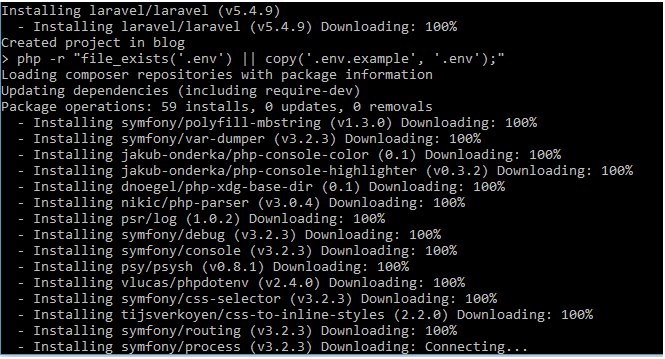 Installing laravel/laravel (v5.4.9)
  - Installing laravel/laravel (v5.4.9) Downloading: 100%
Created project in blog
> php -r "file_exists('.env') || copy('.env.example', '.env');"
Loading composer repositories with package information
Updating dependencies (including require-dev)
Package operations: 59 installs, 0 updates, 0 removals
  - Installing symfony/polyfill-mbstring (v1.3.0) Downloading: 100%
  - Installing symfony/var-dumper (v3.2.3) Downloading: 100%
  - Installing jakub-onderka/php-console-color (0.1) Downloading: 100%
  - Installing jakub-onderka/php-console-highlighter (v0.3.2) Downloading: 100%
  - Installing dnoegel/php-xdg-base-dir (0.1) Downloading: 100%
  - Installing nikic/php-parser (v3.0.4) Downloading: 100%
  - Installing psr/log (1.0.2) Downloading: 100%
  - Installing symfony/debug (v3.2.3) Downloading: 100%
  - Installing symfony/console (v3.2.3) Downloading: 100%
  - Installing psy/psysh (v0.8.1) Downloading: 100%
  - Installing vlucas/phpdotenv (v2.4.0) Downloading: 100%
  - Installing symfony/css-selector (v3.2.3) Downloading: 100%
  - Installing tijsverkoyen/css-to-inline-styles (2.2.0) Downloading: 100%
  - Installing symfony/routing (v3.2.3) Downloading: 100%
  - Installing symfony/process (v3.2.3) Downloading: Connecting...